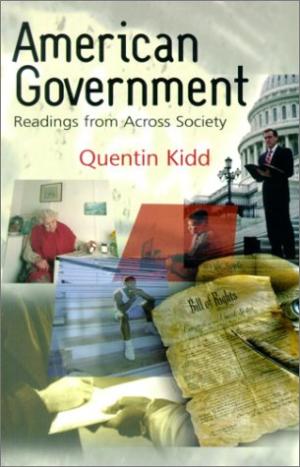 American
Government
Readings from Across Society
Quentin Kidd
Bill of Rights